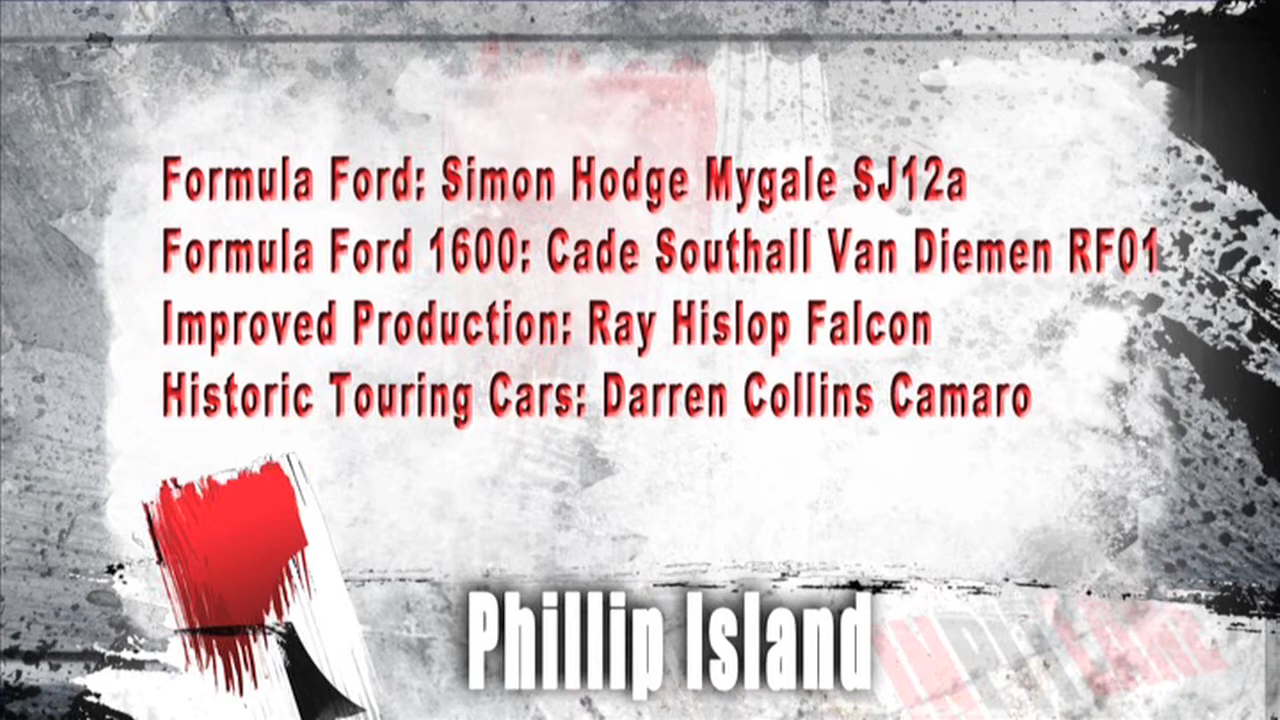 Formula Ford: Simon Hodge Mygale SJ12a
Formula Ford 1600: Cade Southall Van Diemen RF01
Improved Production: Ray Hislop Falcon
Historic Touring Cars: Darren Collins Camaro
Phillip Island